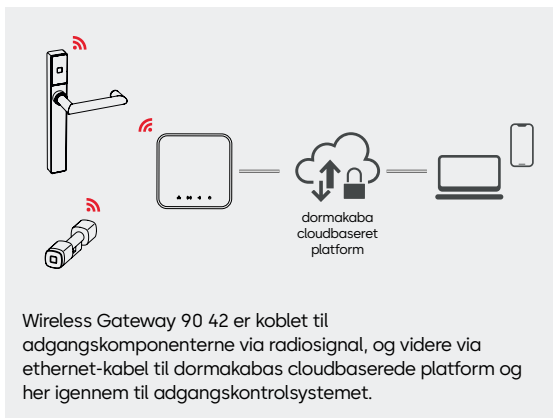 dormakaba
cloudbaseret
platform
Wireless Gateway 90 42 er koblet til
adgangskomponenterne via radiosignal, og videre via
ethernet-kabel til dormakabas cloudbaserede platform og
her igennem til adgangskontrolsystemet.